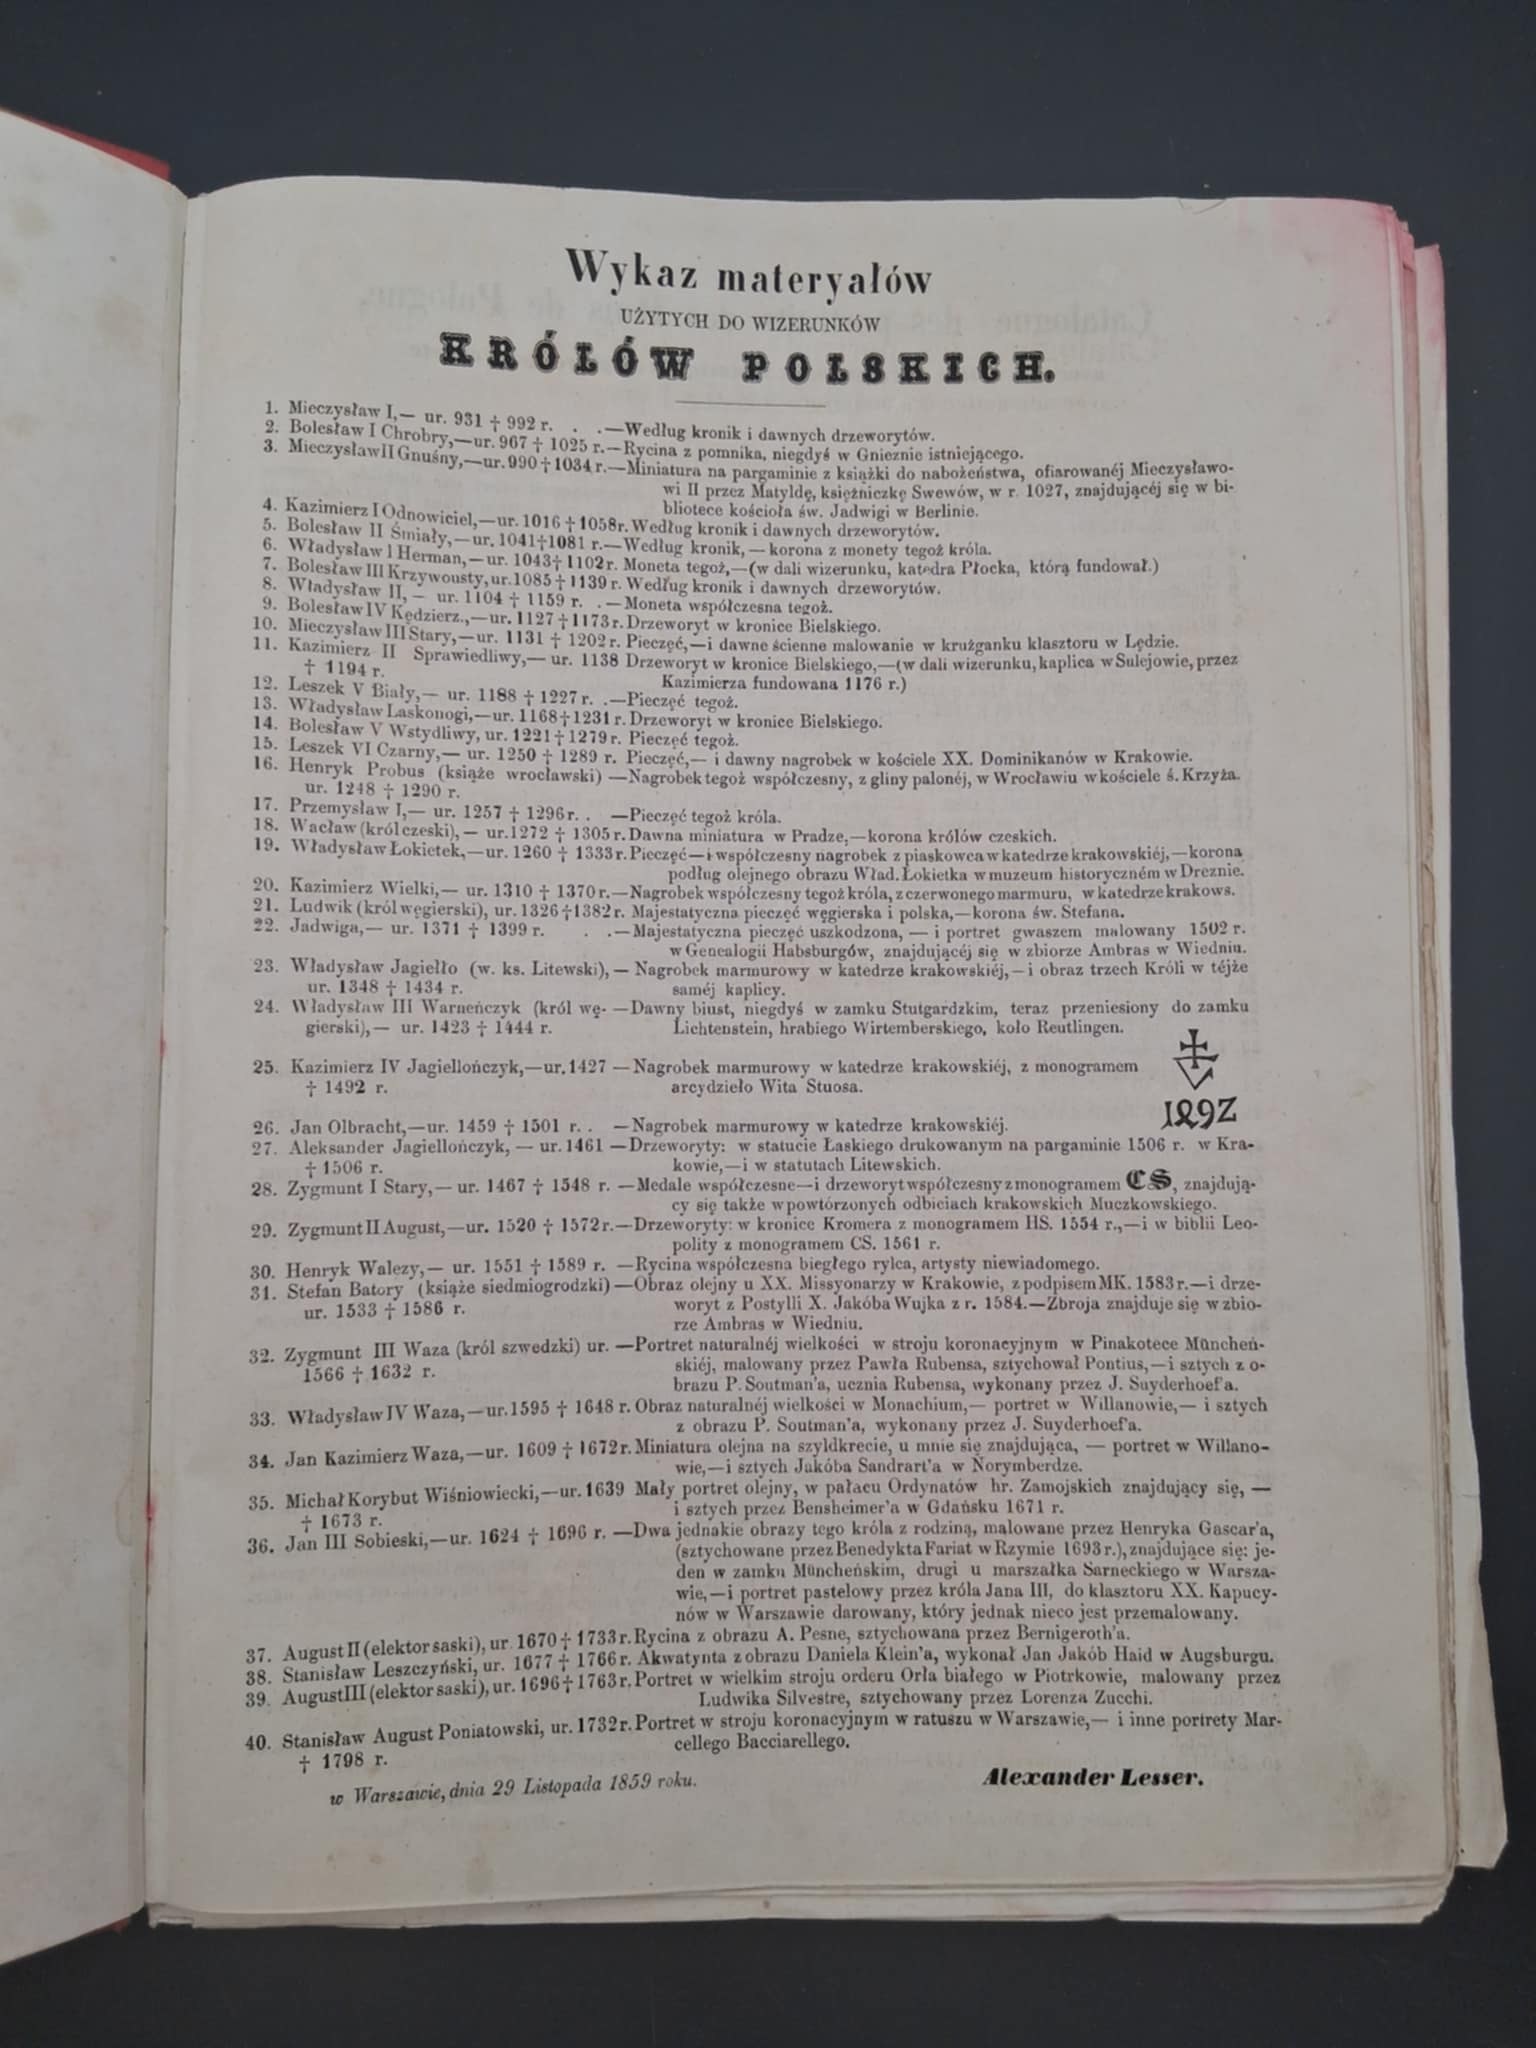 Wykaz materyałów
UŻYTYCH DO WIZERUNKÓW
KRÓLÓW POLSKICH.
1. Mieczysław I,— ur. 931 † 992 r. . .—Według kronik i dawnych drzeworytów.
2. Bolesław I Chrobry,—ur. 967 † 1025 r.—Rycina z pomnika, niegdyś w Gnieznie istniejącego.
3. Mieczysław II Gnuśny,—ur. 990 † 1034 r.—Miniatura na pargaminie z książki do nabożeństwa, ofiarowanéj Mieczysławo-
wi II przez Matyldę, księżniczkę Swewów, w r. 1027, znajdującéj się w bi-
bliotece kościoła św. Jadwigi w Berlinie.
4. Kazimierz I Odnowiciel,—ur. 1016 † 1058 r. Według kronik i dawnych drzeworytów.
5. Bolesław II Śmiały,—ur. 1041 † 1081 r.—Według kronik,—korona z monety tegoż króla.
6. Władysław I Herman,—ur. 1043 † 1102 r. Moneta tegoż,—(w dali wizerunku, katedra Płocka, którą fundował.)
7. Bolesław III Krzywousty, ur. 1085 † 1139 r. Według kronik i dawnych drzeworytów.
8. Władysław II, — ur. 1104 † 1159 r. .—Moneta współczesna tegoż.
9. Bolesław IV Kędzierz.,—ur. 1127 † 1173 r. Drzeworyt w kronice Bielskiego.
10. Mieczysław III Stary,—ur. 1131 † 1202 r. Pieczęć,—i dawne ścienne malowanie w krużganku klasztoru w Lędzie.
11. Kazimierz II Sprawiedliwy,—ur. 1138 Drzeworyt w kronice Bielskiego,—(w dali wizerunku, kaplica w Sulejowie, przez
† 1194 r. Kazimierza fundowana 1176 r.)
12. Leszek V Biały,—ur. 1188 † 1227 r. .—Pieczęć tegoż.
13. Władysław Laskonogi,—ur. 1168 † 1231 r. Drzeworyt w kronice Bielskiego.
14. Bolesław V Wstydliwy, ur. 1221 † 1279 r. Pieczęć tegoż.
15. Leszek VI Czarny,— ur. 1250 † 1289 r. Pieczęć,— i dawny nagrobek w kościele XX. Dominikanów w Krakowie.
16. Henryk Probus (książe wrocławski) —Nagrobek tegoż współczesny, z gliny palonéj, w Wrocławiu w kościele ś. Krzyża.
ur. 1248 † 1290 r.
17. Przemysław I,— ur. 1257 † 1296 r. . —Pieczęć tegoż króla.
18. Wacław (król czeski),— ur. 1272 † 1305 r. Dawna miniatura w Pradze,—korona królów czeskich.
19. Władysław Łokietek,—ur. 1260 † 1333 r. Pieczęć—i współczesny nagrobek z piaskowca w katedrze krakowskiéj,—korona
podług olejnego obrazu Wład. Łokietka w muzeum historyczném w Dreznie.
20. Kazimierz Wielki,— ur. 1310 † 1370 r.—Nagrobek współczesny tegoż króla, z czerwonego marmuru, w katedrze krakows.
21. Ludwik (król węgierski), ur. 1326 † 1382 r. Majestatyczna pieczęć węgierska i polska,—korona św. Stefana.
22. Jadwiga,— ur. 1371 † 1399 r. . .—Majestatyczna pieczęć uszkodzona, — i portret gwaszem malowany 1502 r.
w Genealogii Habsburgów, znajdującéj się w zbiorze Ambras w Wiedniu.
23. Władysław Jagiełło (w. ks. Litewski), — Nagrobek marmurowy w katedrze krakowskiéj,—i obraz trzech Króli w téjże
ur. 1348 † 1434 r. saméj kaplicy.
24. Władysław III Warneńczyk (król wę- —Dawny biust, niegdyś w zamku Stutgardzkim, teraz przeniesiony do zamku
gierski),— ur. 1423 † 1444 r. Lichtenstein, hrabiego Wirtemberskiego, koło Reutlingen.
25. Kazimierz IV Jagiellończyk,—ur. 1427 —Nagrobek marmurowy w katedrze krakowskiéj, z monogramem
† 1492 r. arcydzieło Wita Stuosa.
1492
26. Jan Olbracht,—ur. 1459 † 1501 r. . —Nagrobek marmurowy w katedrze krakowskiéj.
27. Aleksander Jagiellończyk, — ur. 1461 —Drzeworyty: w statucie Łaskiego drukowanym na pargaminie 1506 r. w Kra-
† 1506 r. kowie,—i w statutach Litewskich.
28. Zygmunt I Stary,— ur. 1467 † 1548 r. —Medale współczesne—i drzeworyt współczesny z monogramem CS, znajdują-
cy się także w powtórzonych odbiciach krakowskich Muczkowskiego.
29. Zygmunt II August,—ur. 1520 † 1572 r.—Drzeworyty: w kronice Kromera z monogramem HS. 1554 r.,—i w biblii Leo-
polity z monogramem CS. 1561 r.
30. Henryk Walezy,— ur. 1551 † 1589 r. —Rycina współczesna biegłego rylca, artysty niewiadomego.
31. Stefan Batory (książe siedmiogrodzki) —Obraz olejny u XX. Missyonarzy w Krakowie, z podpisem MK. 1583 r.—i drze-
ur. 1533 † 1586 r. woryt z Postylli X. Jakóba Wujka z r. 1584.—Zbroja znajduje się w zbio-
rze Ambras w Wiedniu.
32. Zygmunt III Waza (król szwedzki) ur. —Portret naturalnéj wielkości w stroju koronacyjnym w Pinakotece Müncheń-
1566 † 1632 r. skiéj, malowany przez Pawła Rubensa, sztychował Pontius,—i sztych z o-
brazu P. Soutman'a, ucznia Rubensa, wykonany przez J. Suyderhoef'a.
33. Władysław IV Waza,—ur. 1595 † 1648 r. Obraz naturalnéj wielkości w Monachium,— portret w Willanowie,— i sztych
z obrazu P. Soutman'a, wykonany przez J. Suyderhoef'a.
34. Jan Kazimierz Waza,—ur. 1609 † 1672 r. Miniatura olejna na szyldkrecie, u mnie się znajdująca, — portret w Willano-
wie,—i sztych Jakóba Sandrart'a w Norymberdze.
35. Michał Korybut Wiśniowiecki,—ur. 1639 Mały portret olejny, w pałacu Ordynatów hr. Zamojskich znajdujący się, —
† 1673 r. i sztych przez Bensheimer'a w Gdańsku 1671 r.
36. Jan III Sobieski,—ur. 1624 † 1696 r. —Dwa jednakie obrazy tego króla z rodziną, malowane przez Henryka Gascar'a,
(sztychowane przez Benedykta Fariat w Rzymie 1693 r.), znajdujące się: je-
den w zamku Müncheńskim, drugi u marszałka Sarneckiego w Warsza-
wie,—i portret pastelowy przez króla Jana III, do klasztoru XX. Kapucy-
nów w Warszawie darowany, który jednak nieco jest przemalowany.
37. August II (elektor saski), ur. 1670 † 1733 r. Rycina z obrazu A. Pesne, sztychowana przez Bernigeroth'a.
38. Stanisław Leszczyński, ur. 1677 † 1766 r. Akwatynta z obrazu Daniela Klein'a, wykonał Jan Jakób Haid w Augsburgu.
39. August III (elektor saski), ur. 1696 † 1763 r. Portret w wielkim stroju orderu Orła białego w Piotrkowie, malowany przez
Ludwika Silvestre, sztychowany przez Lorenza Zucchi.
40. Stanisław August Poniatowski, ur. 1732 r. Portret w stroju koronacyjnym w ratuszu w Warszawie,— i inne portrety Mar-
† 1798 r. cellego Bacciarellego.
w Warszawie, dnia 29 Listopada 1859 roku.
Alexander Lesser.